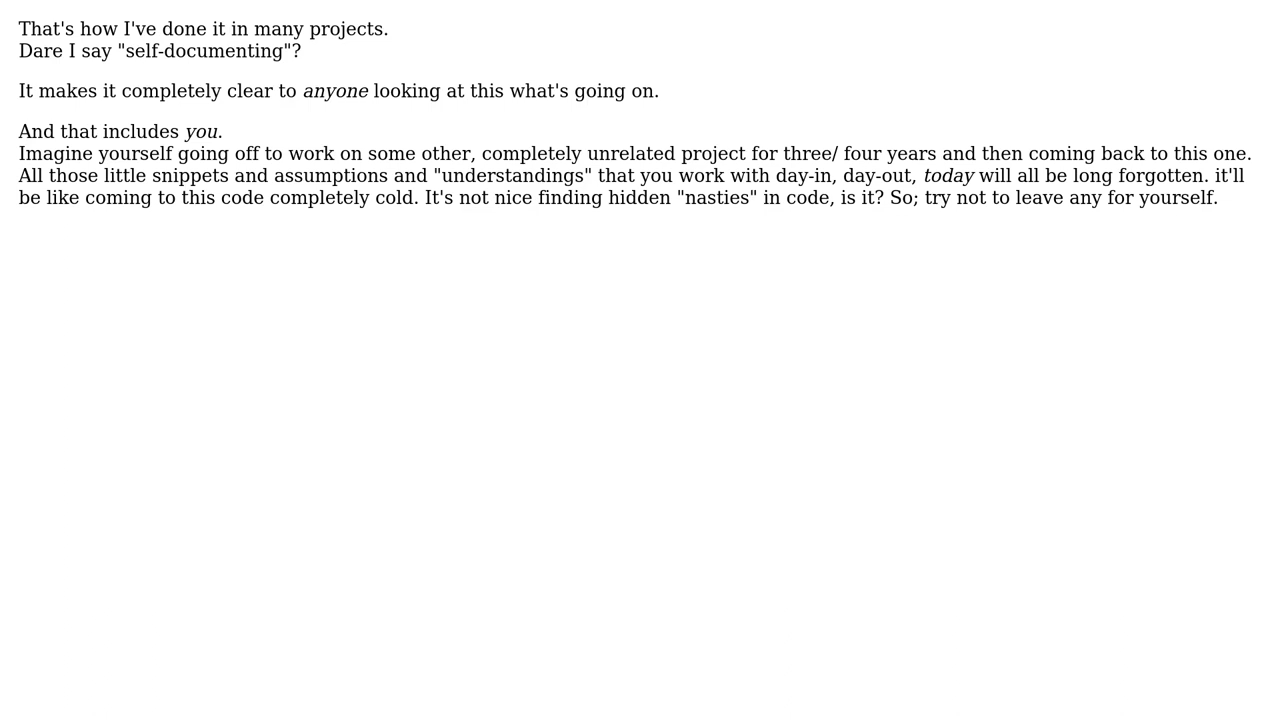 That's how I've done it in many projects.
Dare I say "self-documenting"?
It makes it completely clear to anyone looking at this what's going on.
And that includes you.
Imagine yourself going off to work on some other, completely unrelated project for three/ four years and then coming back to this one.
All those little snippets and assumptions and "understandings" that you work with day-in, day-out, today will all be long forgotten. it'll
be like coming to this code completely cold. It's not nice finding hidden "nasties" in code, is it? So; try not to leave any for yourself.